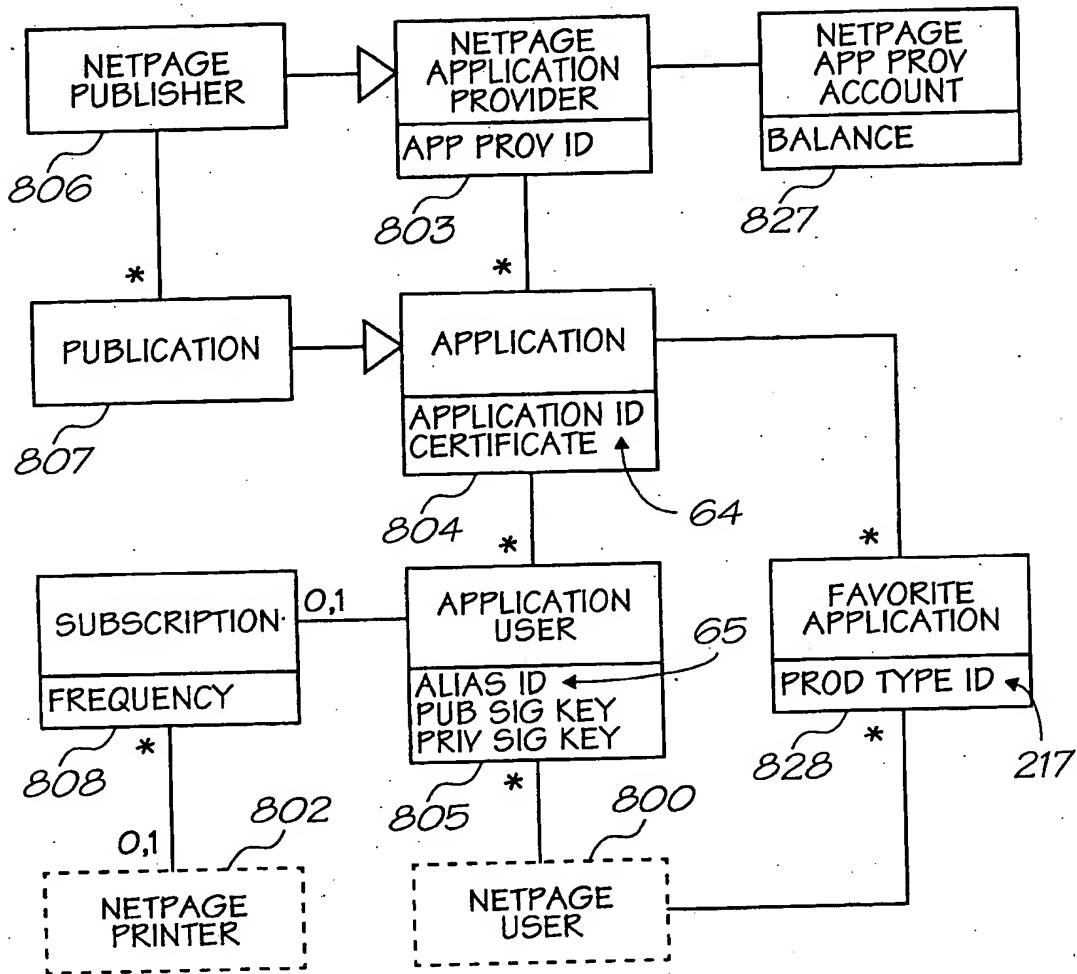 NETPAGE
PUBLISHER
806
NETPAGE
APPLICATION
PROVIDER
APP PROV ID
803
NETPAGE
APP PROV
ACCOUNT
BALANCE
827
*
*
PUBLICATION
807
APPLICATION
APPLICATION ID
CERTIFICATE
804
64
*
*
SUBSCRIPTION
FREQUENCY
808
0,1
APPLICATION
USER
ALIAS ID
PUB SIG KEY
PRIV SIG KEY
805
65
FAVORITE
APPLICATION
PROD TYPE ID
828
217
*
*
*
0,1
802
800
NETPAGE
PRINTER
NETPAGE
USER